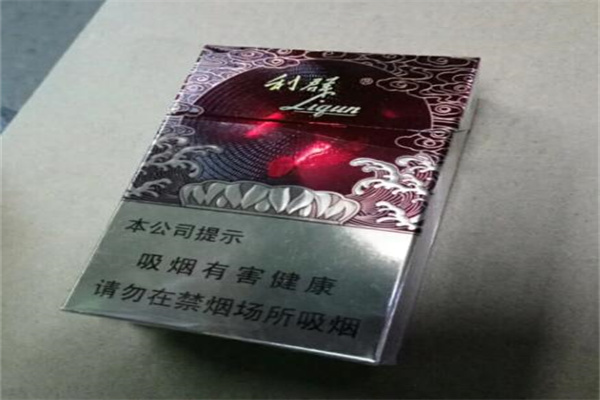 利群®
Liqun
本公司提示
吸烟有害健康
请勿在禁烟场所吸烟